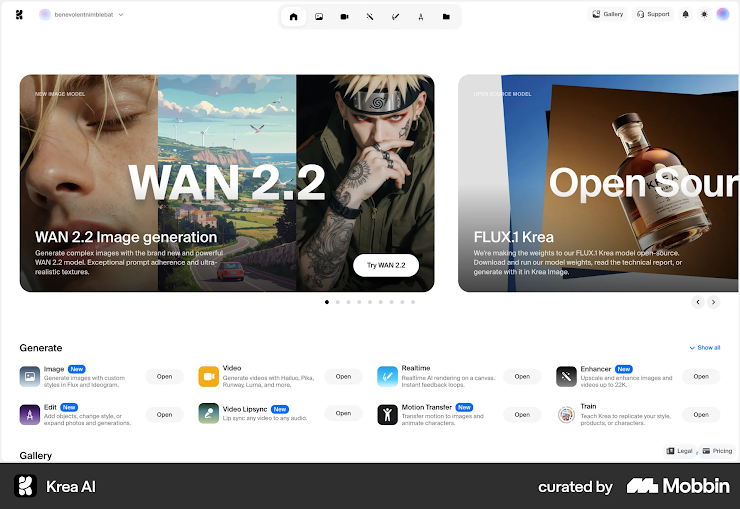 benevolentnimblebat
Gallery
Support
NEW IMAGE MODEL
WAN 2.2
WAN 2.2 Image generation
Generate complex images with the brand new and powerful
WAN 2.2 model. Exceptional prompt adherence and ultra-
realistic textures.
Try WAN 2.2
OPEN SOURCE MODEL
Open Sour
FLUX.1 Krea
We're making the weights to our FLUX.1 Krea model open-source.
Download and run our model weights, read the technical report, or
generate with it in Krea Image.
Generate
Show all
Image New
Generate images with custom
styles in Flux and Ideogram.
Open
Video
Generate videos with Hailuo, Pika,
Runway, Luma, and more.
Open
Realtime
Realtime AI rendering on a canvas.
Instant feedback loops.
Open
Enhancer New
Upscale and enhance images and
videos up to 22K.
Open
Edit New
Add objects, change style, or
expand photos and generations.
Open
Video Lipsync New
Lip sync any video to any audio.
Open
Motion Transfer New
Transfer motion to images and
animate characters.
Open
Train
Teach Krea to replicate your style,
products, or characters.
Open
Gallery
Legal
Pricing
Krea AI
curated by
Mobbin